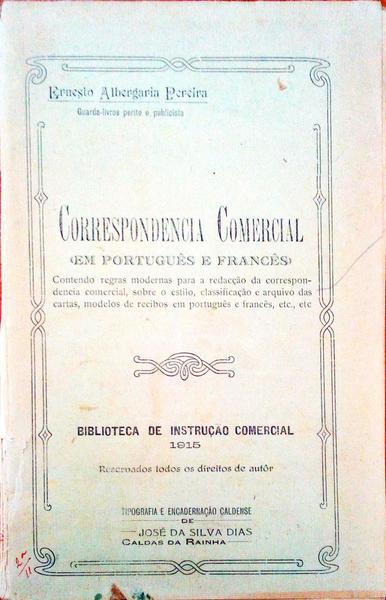 Ernesto Albergaria Pereira
Guarda-livros perito e publicista
CORRESPONDENCIA COMERCIAL
(EM PORTUGUÊS E FRANCÊS)
Contendo regras modernas para a redacção da correspon-
dencia comercial, sobre o estilo, classificação e arquivo das
cartas, modelos de recibos em português e francês, etc., etc
BIBLIOTECA DE INSTRUÇÃO COMERCIAL
1915
Reservados todos os direitos de autôr
TIPOGRAFIA E ENCADERNAÇÃO CALDENSE
DE
JOSÉ DA SILVA DIAS
CALDAS DA RAINHA